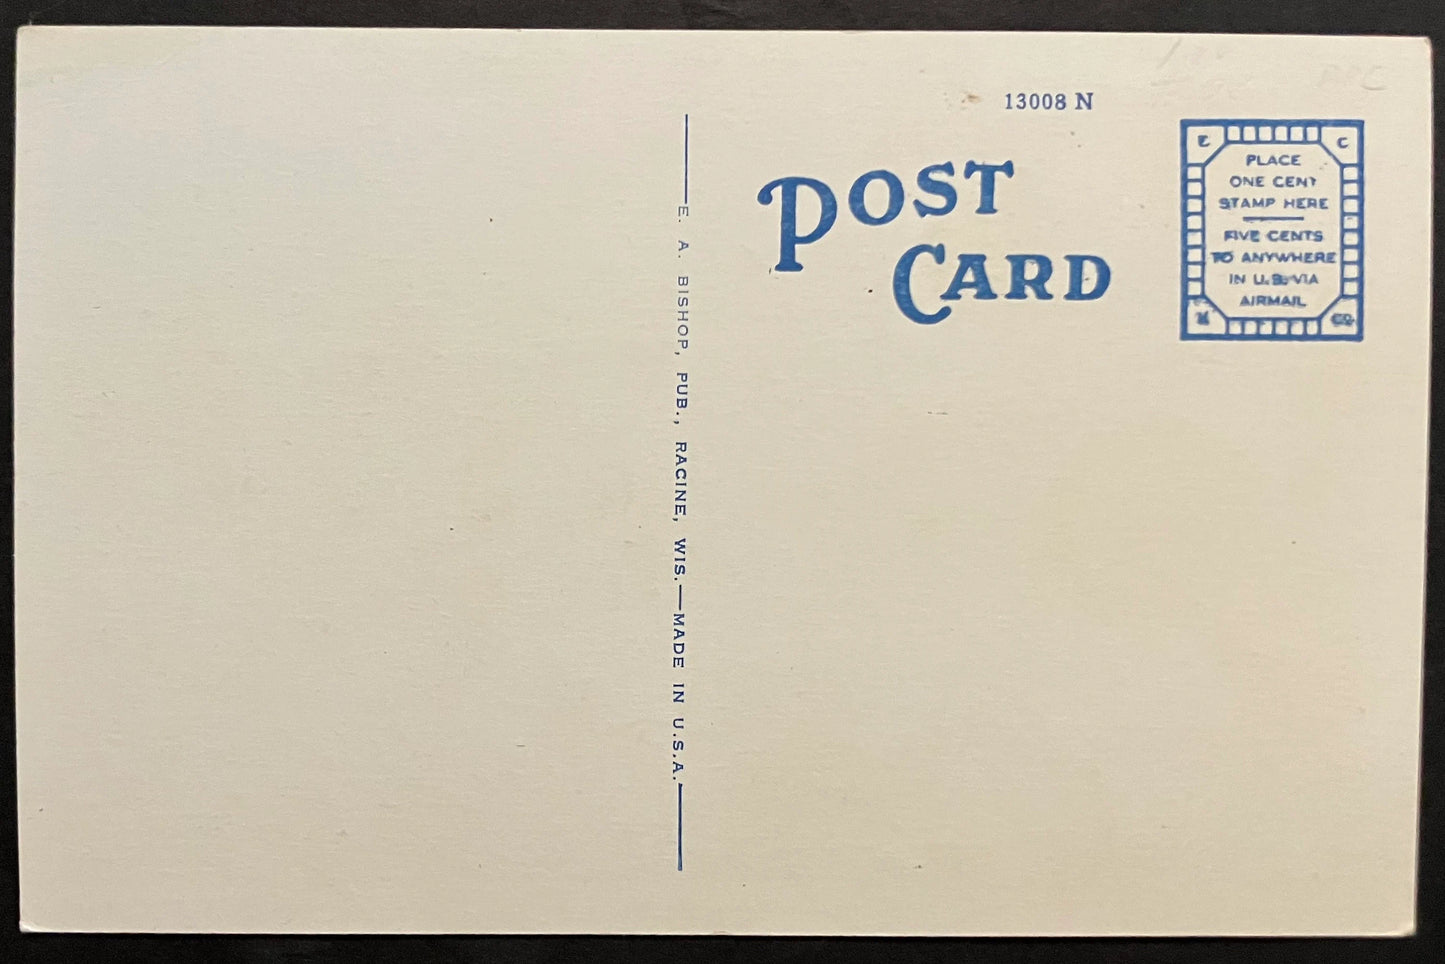 13008 N
POST
CARD
E C
PLACE
ONE CENT
STAMP HERE
FIVE CENTS
TO ANYWHERE
IN U.S. VIA
AIRMAIL
K CO.
E. A. BISHOP, PUB., RACINE, WIS.—MADE IN U.S.A.